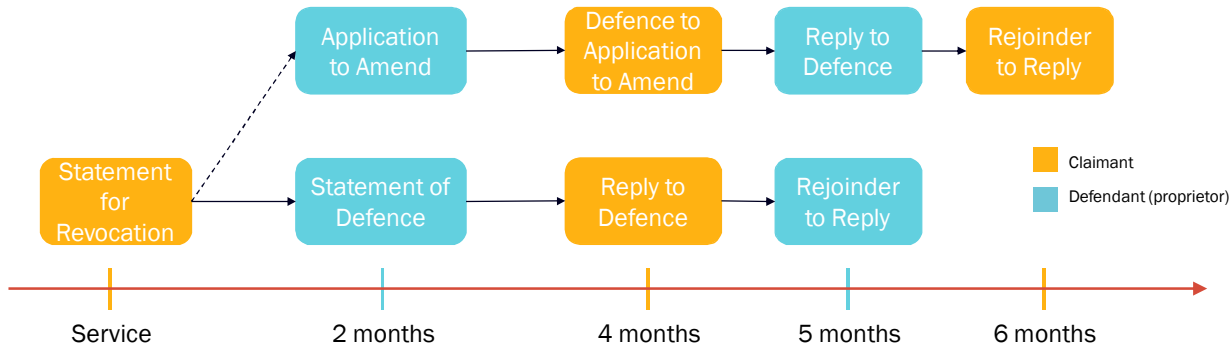 Application
to Amend
Defence to
Application
to Amend
Reply to
Defence
Rejoinder
to Reply
Statement
for
Revocation
Statement of
Defence
Reply to
Defence
Rejoinder
to Reply
Claimant
Defendant (proprietor)
Service
2 months
4 months
5 months
6 months